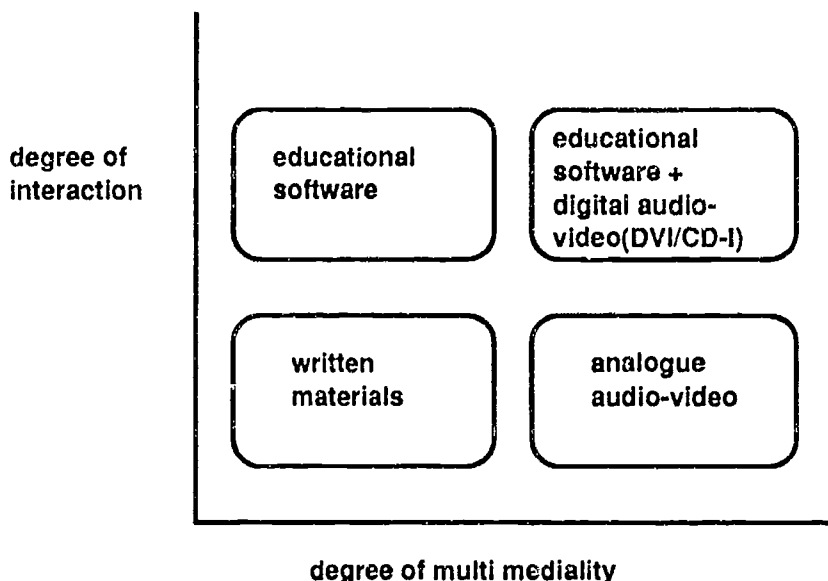 degree of
interaction
educational
software
educational
software +
digital audio-
video(DVI/CD-I)
written
materials
analogue
audio-video
degree of multi mediality